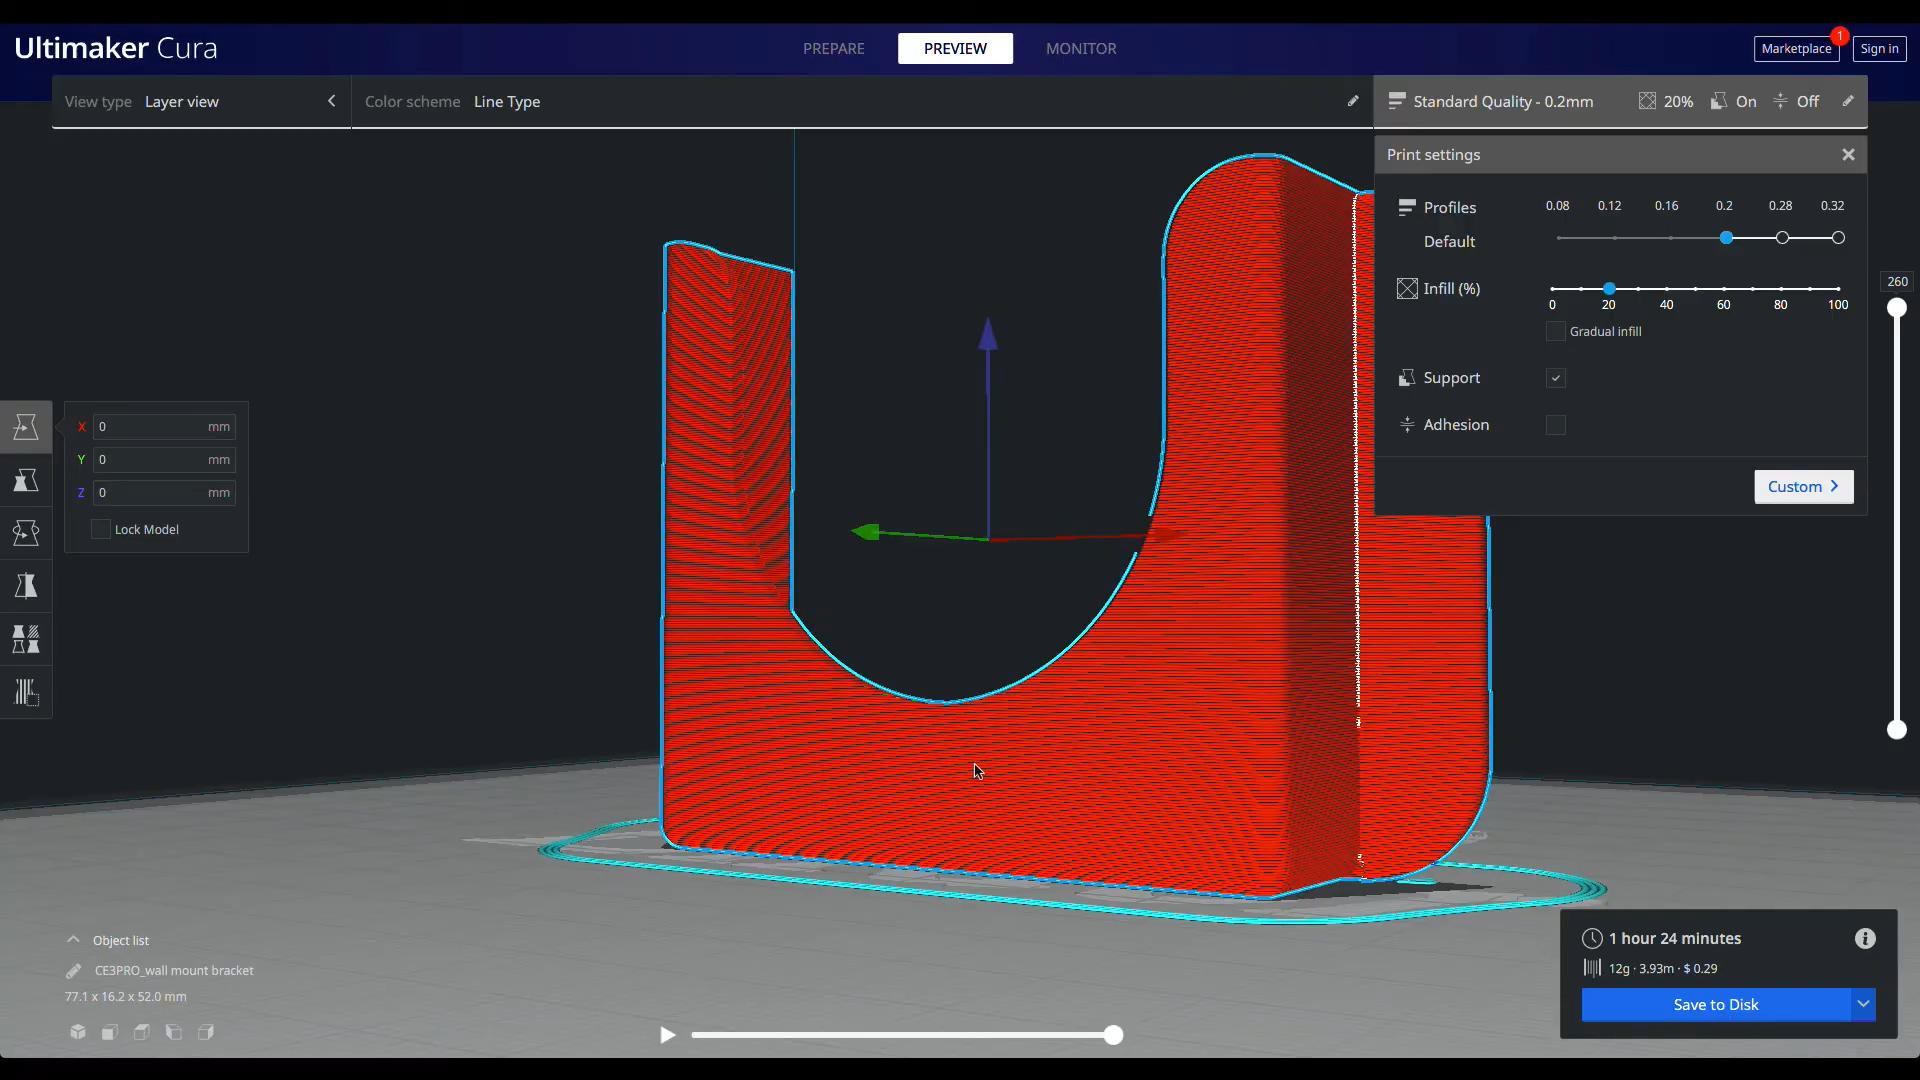 Ultimaker Cura
PREPARE
PREVIEW
MONITOR
Marketplace
1
Sign in
View type Layer view
Color scheme Line Type
Standard Quality - 0.2mm
20%
On
Off
Print settings
Profiles
0.08 0.12 0.16 0.2 0.28 0.32
Default
Infill (%)
0 20 40 60 80 100
Gradual infill
Support
Adhesion
Custom
260
X 0 mm
Y 0 mm
Z 0 mm
Lock Model
Object list
CE3PRO_wall mount bracket
77.1 x 16.2 x 52.0 mm
1 hour 24 minutes
12g · 3.93m · $ 0.29
Save to Disk